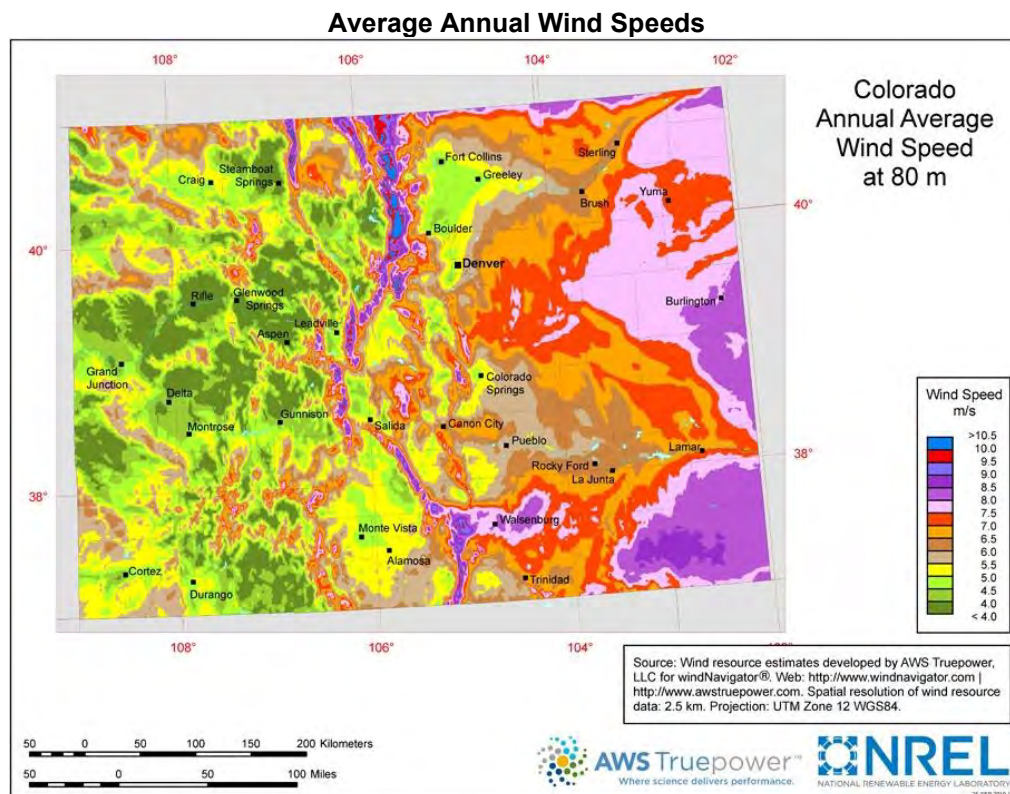 Average Annual Wind Speeds
108°
106°
104°
102°
Colorado
Annual Average
Wind Speed
at 80 m
Fort Collins
Sterling
Steamboat
Springs
Craig
Greeley
Brush
Yuma
40°
Boulder
40°
Denver
Rifle
Glenwood
Springs
Burlington
Leadville
Aspen
Grand
Junction
Colorado
Springs
Delta
Gunnison
Montrose
Salida
Canon City
Pueblo
Lamar
38°
Rocky Ford
La Junta
38°
Walsenburg
Monte Vista
Alamosa
Cortez
Durango
Trinidad
108°
106°
104°
Wind Speed
m/s
>10.5
10.0
9.5
9.0
8.5
8.0
7.5
7.0
6.5
6.0
5.5
5.0
4.5
4.0
< 4.0
Source: Wind resource estimates developed by AWS Truepower,
LLC for windNavigator®. Web: http://www.windnavigator.com |
http://www.awstruepower.com. Spatial resolution of wind resource
data: 2.5 km. Projection: UTM Zone 12 WGS84.
50 0 50 100 150 200 Kilometers
50 0 50 100 Miles
AWS Truepower™
Where science delivers performance.
NREL
NATIONAL RENEWABLE ENERGY LABORATORY